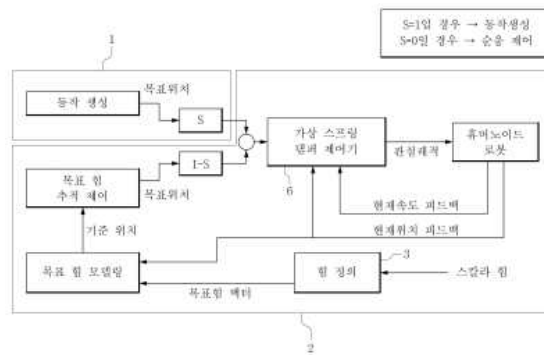 S=1일 경우 → 동작생성
S=0일 경우 → 순응 제어
1
동작 생성
목표위치
S
가상 스프링
댐퍼 제어기
6
관절궤적
휴머노이드
로봇
I-S
목표 힘
추적 제어
목표위치
현재속도 피드백
현재위치 피드백
기준 위치
목표 힘 모델링
목표힘 벡터
힘 정의
3
스칼라 힘
2